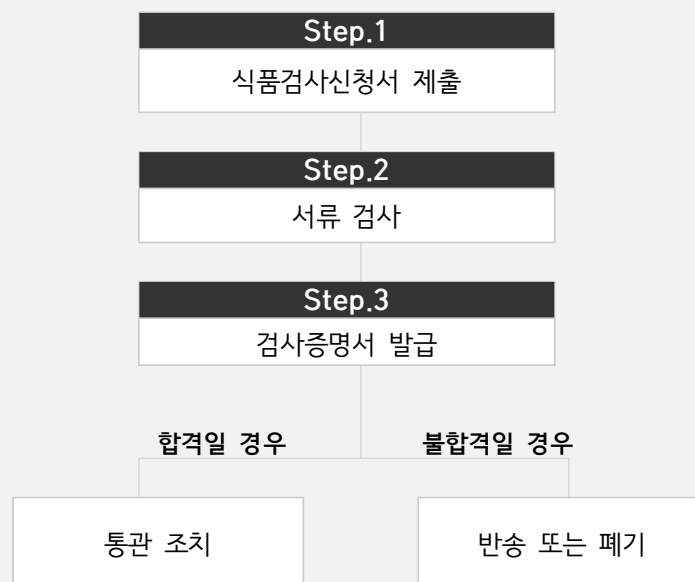 Step.1
식품검사신청서 제출
Step.2
서류 검사
Step.3
검사증명서 발급
합격일 경우
불합격일 경우
통관 조치
반송 또는 폐기